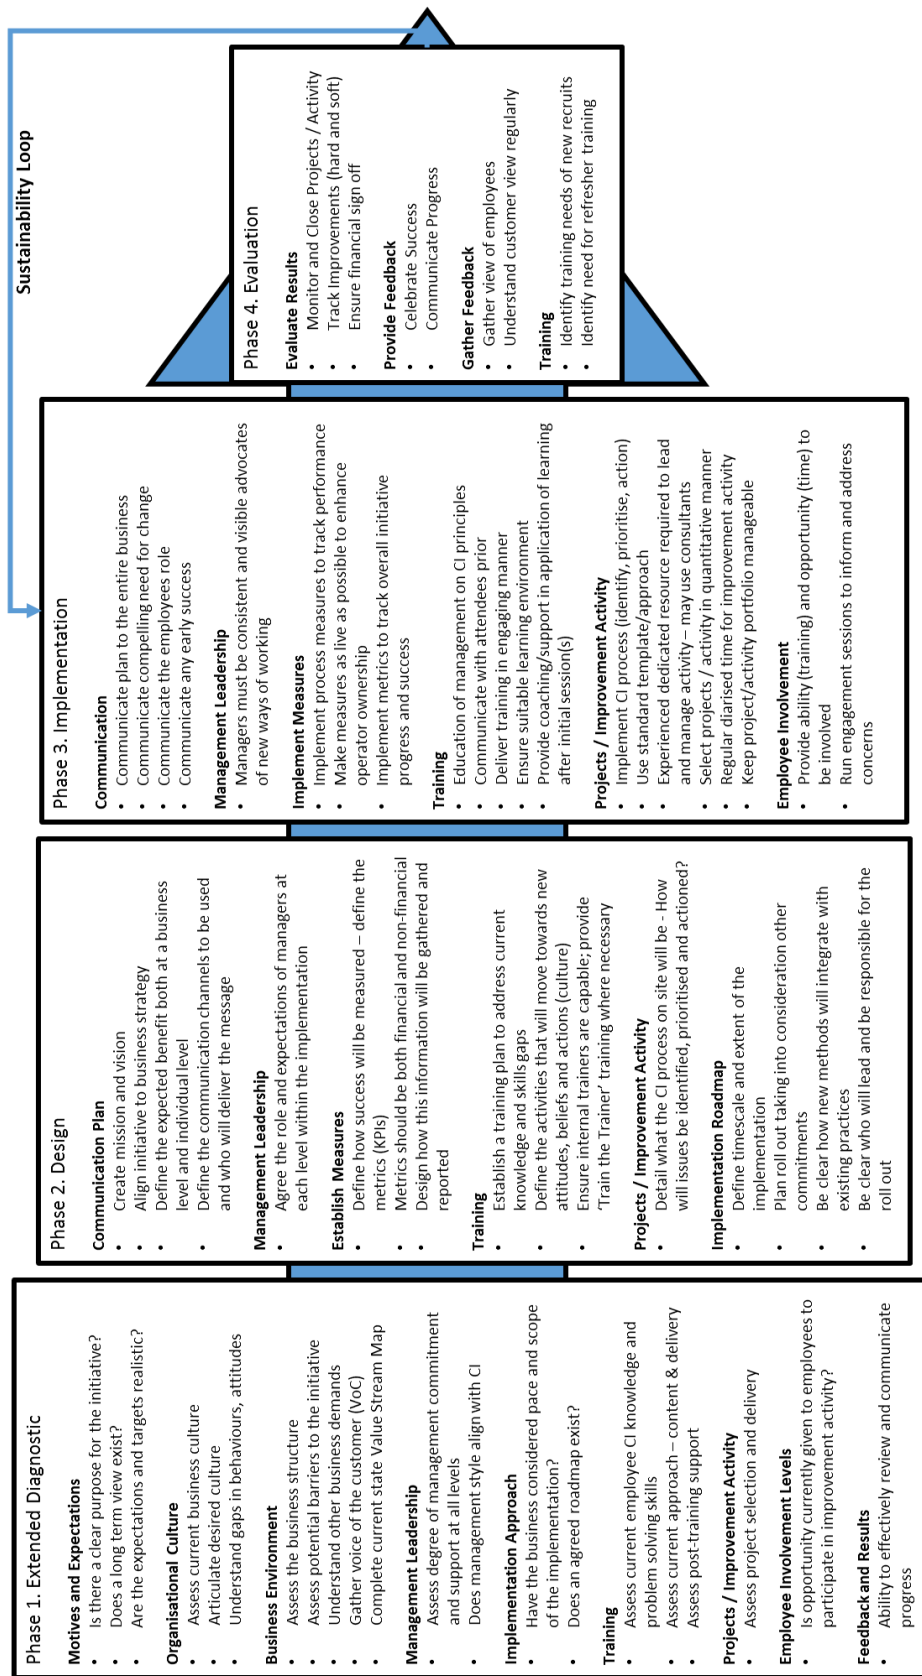 Phase 1. Extended Diagnostic
Motives and Expectations
• Is there a clear purpose for the initiative?
• Does a long term view exist?
• Are the expectations and targets realistic?
Organisational Culture
• Assess current business culture
• Articulate desired culture
• Understand gaps in behaviours, attitudes
Business Environment
• Assess the business structure
• Assess potential barriers to the initiative
• Understand other business demands
• Gather voice of the customer (VoC)
• Complete current state Value Stream Map
Management Leadership
• Assess degree of management commitment
and support at all levels
• Does management style align with CI
Implementation Approach
• Have the business considered pace and scope
of the implementation?
• Does an agreed roadmap exist?
Training
• Assess current employee CI knowledge and
problem solving skills
• Assess current approach – content & delivery
• Assess post-training support
Projects / Improvement Activity
• Assess project selection and delivery
Employee Involvement Levels
• Is opportunity currently given to employees to
participate in improvement activity?
Feedback and Results
• Ability to effectively review and communicate
progress
Phase 2. Design
Communication Plan
• Create mission and vision
• Align initiative to business strategy
• Define the expected benefit both at a business
level and individual level
• Define the communication channels to be used
and who will deliver the message
Management Leadership
• Agree the role and expectations of managers at
each level within the implementation
Establish Measures
• Define how success will be measured – define the
metrics (KPIs)
• Metrics should be both financial and non-financial
• Design how this information will be gathered and
reported
Training
• Establish a training plan to address current
knowledge and skills gaps
• Define the activities that will move towards new
attitudes, beliefs and actions (culture)
• Ensure internal trainers are capable; provide
'Train the Trainer' training where necessary
Projects / Improvement Activity
• Detail what the CI process on site will be - How
will issues be identified, prioritised and actioned?
Implementation Roadmap
• Define timescale and extent of the
implementation
• Plan roll out taking into consideration other
commitments
• Be clear how new methods will integrate with
existing practices
• Be clear who will lead and be responsible for the
roll out
Phase 3. Implementation
Communication
• Communicate plan to the entire business
• Communicate compelling need for change
• Communicate the employees role
• Communicate any early success
Management Leadership
• Managers must be consistent and visible advocates
of new ways of working
Implement Measures
• Implement process measures to track performance
• Make measures as live as possible to enhance
operator ownership
• Implement metrics to track overall initiative
progress and success
Training
• Education of management on CI principles
• Communicate with attendees prior
• Deliver training in engaging manner
• Ensure suitable learning environment
• Provide coaching/support in application of learning
after initial session(s)
Projects / Improvement Activity
• Implement CI process (identify, prioritise, action)
• Use standard template/approach
• Experienced dedicated resource required to lead
and manage activity – may use consultants
• Select projects / activity in quantitative manner
• Regular diarised time for improvement activity
• Keep project/activity portfolio manageable
Employee Involvement
• Provide ability (training) and opportunity (time) to
be involved
• Run engagement sessions to inform and address
concerns
Sustainability Loop
Phase 4. Evaluation
Evaluate Results
• Monitor and Close Projects / Activity
• Track Improvements (hard and soft)
• Ensure financial sign off
Provide Feedback
• Celebrate Success
• Communicate Progress
Gather Feedback
• Gather view of employees
• Understand customer view regularly
Training
• Identify training needs of new recruits
• Identify need for refresher training